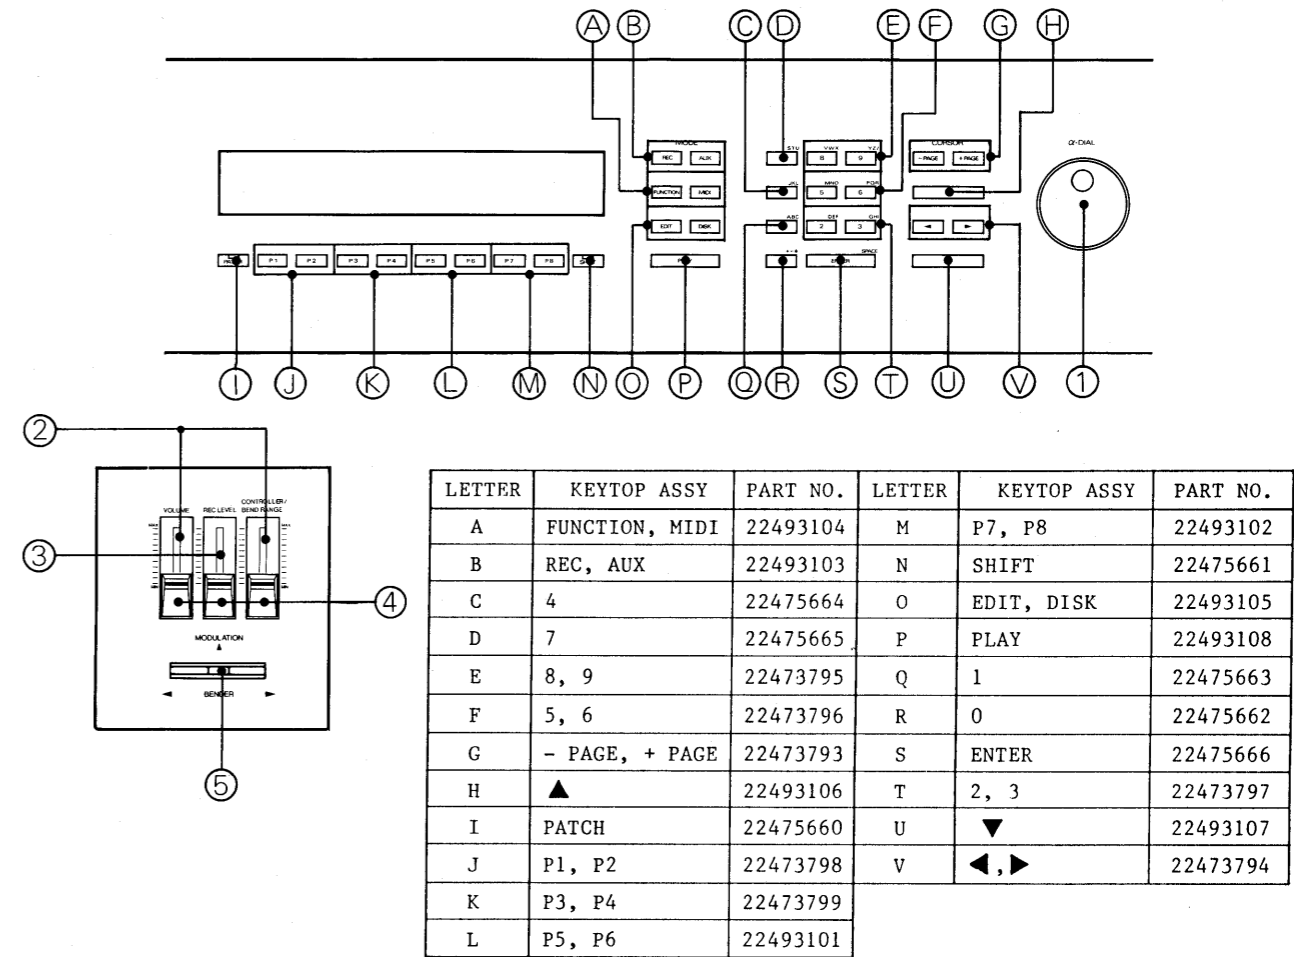 A B C D E F G H
MODE
CURSOR
α-DIAL
REC AUX
STU VWX YZ/
8 9
- PAGE + PAGE
FUNCTION MIDI
JKL MNO PQR
5 6
EDIT DISK
ABC DEF GHI
2 3
◄ ►
P1 P2 P3 P4 P5 P6 P7 P8
SPACE
I J K L M N O P Q R S T U V 1
2
VOLUME REC LEVEL CONTROLLER/
BEND RANGE
3
4
MODULATION
▲
◄ BENDER ►
5
LETTER KEYTOP ASSY PART NO. LETTER KEYTOP ASSY PART NO.
A FUNCTION, MIDI 22493104 M P7, P8 22493102
B REC, AUX 22493103 N SHIFT 22475661
C 4 22475664 O EDIT, DISK 22493105
D 7 22475665 P PLAY 22493108
E 8, 9 22473795 Q 1 22475663
F 5, 6 22473796 R 0 22475662
G - PAGE, + PAGE 22473793 S ENTER 22475666
H ▲ 22493106 T 2, 3 22473797
I PATCH 22475660 U ▼ 22493107
J P1, P2 22473798 V ◄,► 22473794
K P3, P4 22473799
L P5, P6 22493101